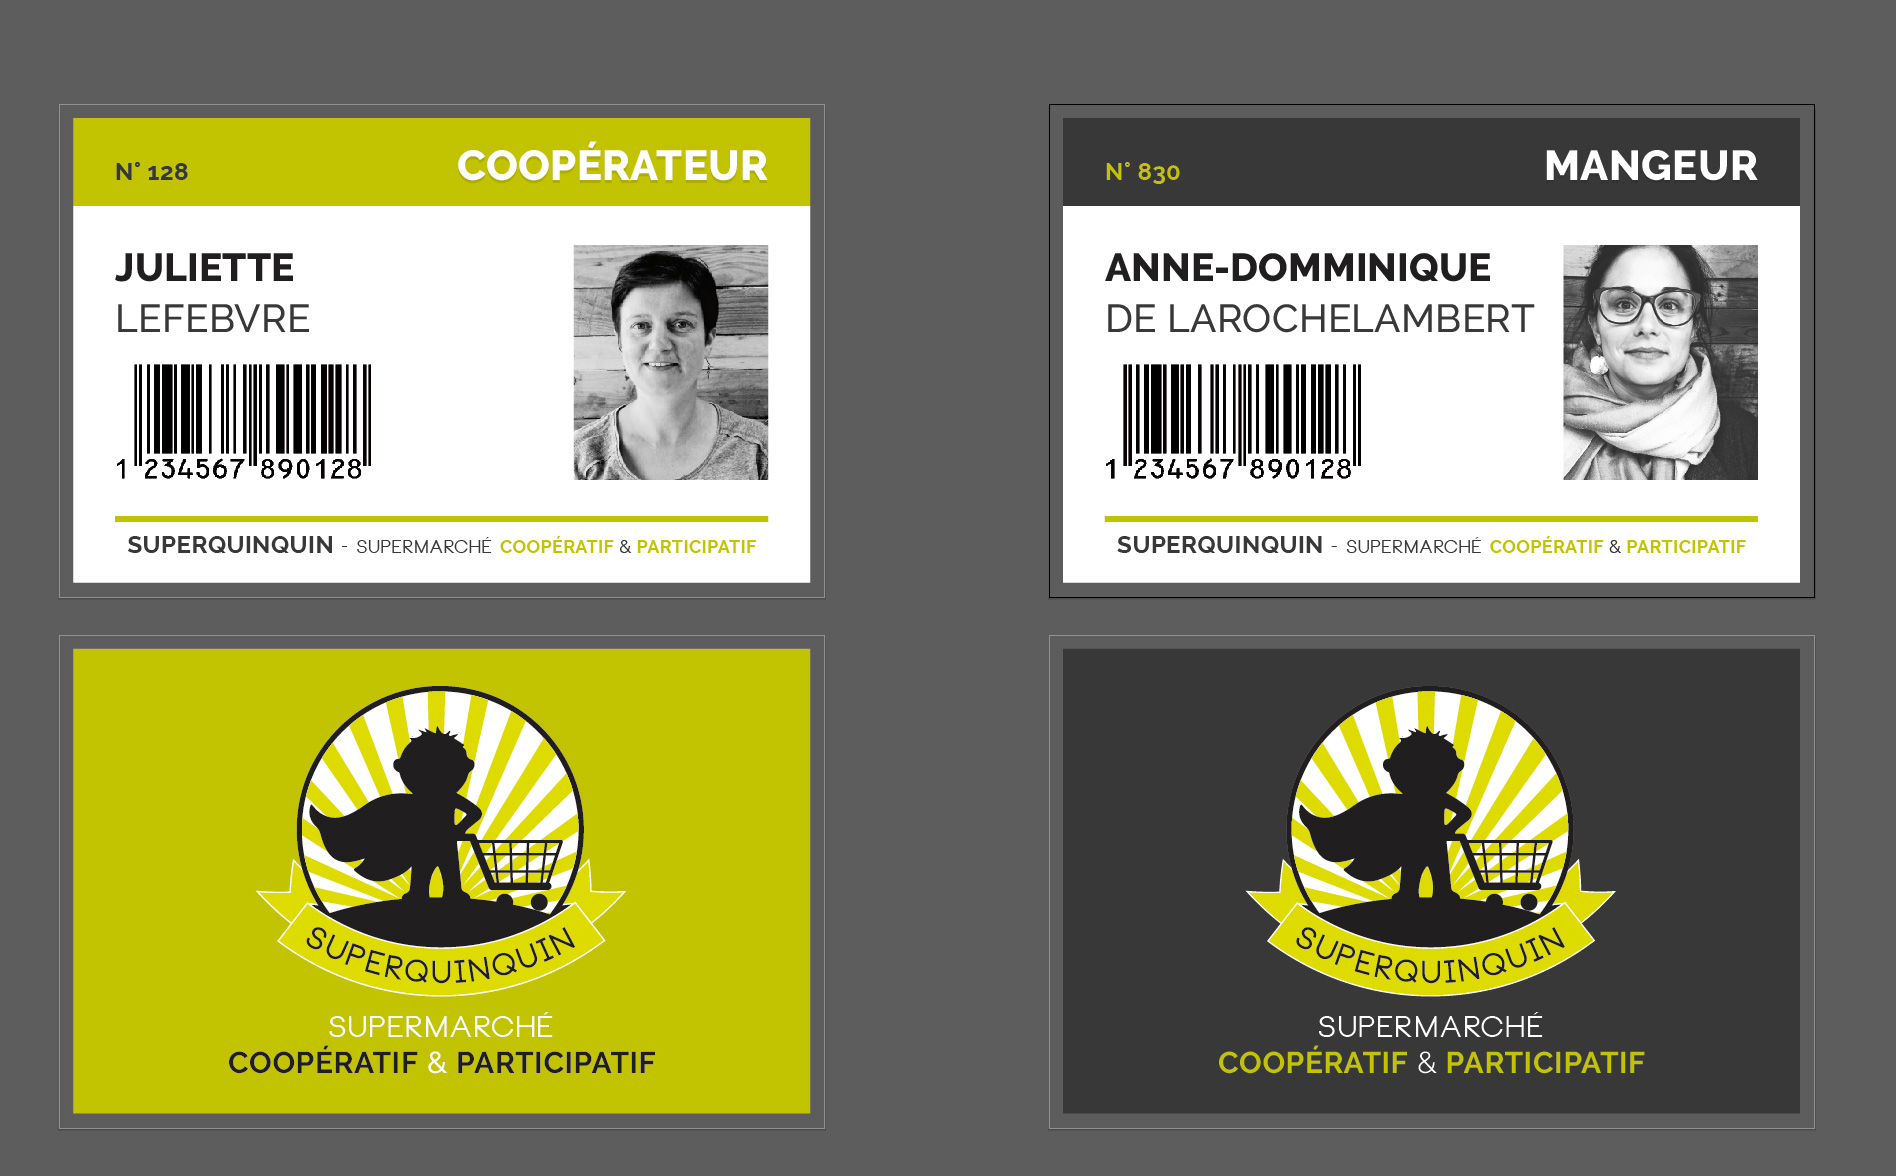 N° 128
COOPÉRATEUR
JULIETTE
LEFEBVRE
1 234567 890128
SUPERQUINQUIN - SUPERMARCHÉ COOPÉRATIF & PARTICIPATIF
N° 830
MANGEUR
ANNE-DOMMINIQUE
DE LAROCHELAMBERT
1 234567 890128
SUPERQUINQUIN - SUPERMARCHÉ COOPÉRATIF & PARTICIPATIF
SUPERQUINQUIN
SUPERMARCHÉ
COOPÉRATIF & PARTICIPATIF
SUPERQUINQUIN
SUPERMARCHÉ
COOPÉRATIF & PARTICIPATIF